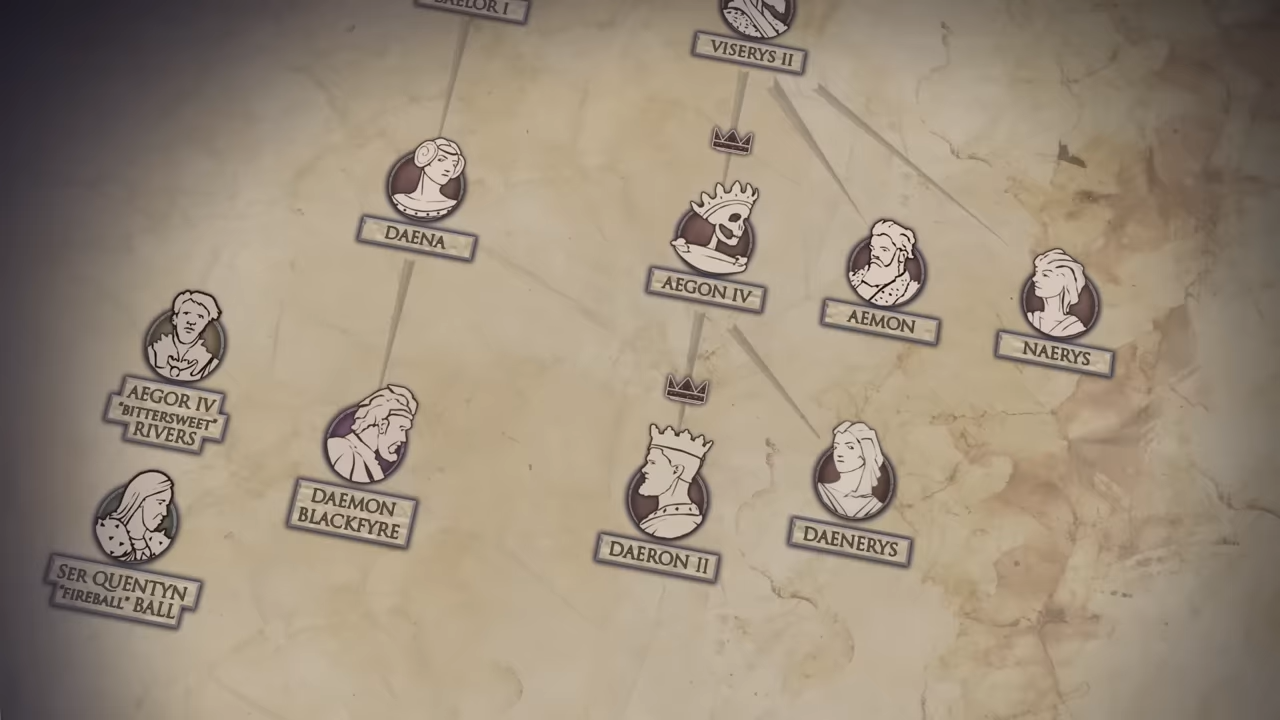 BAELOR I
VISERYS II
DAENA
AEGON IV
AEMON
NAERYS
AEGOR IV
"BITTERSWEET"
RIVERS
DAEMON
BLACKFYRE
DAERON II
DAENERYS
SER QUENTYN
"FIREBALL" BALL